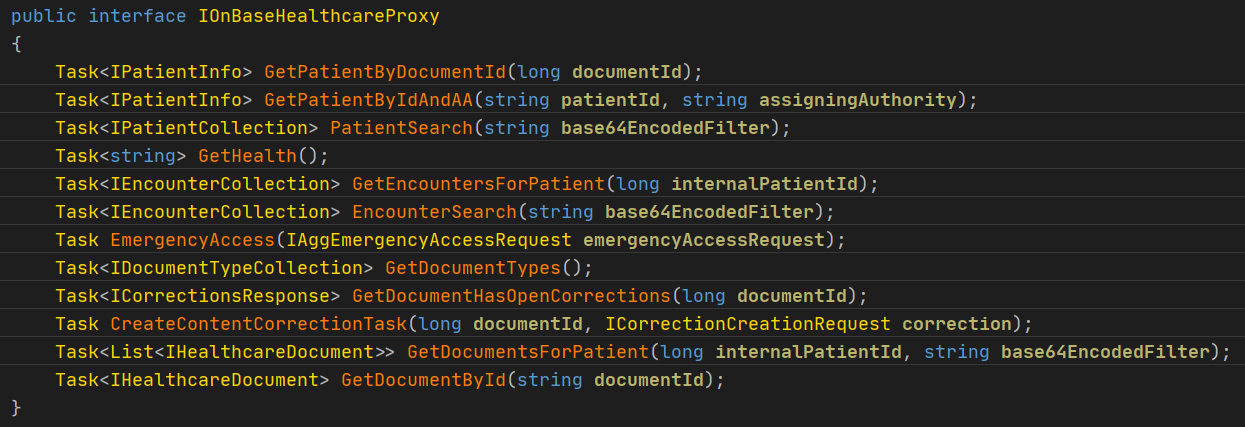 public interface IOnBaseHealthcareProxy
{
    Task<IPatientInfo> GetPatientByDocumentId(long documentId);
    Task<IPatientInfo> GetPatientByIdAndAA(string patientId, string assigningAuthority);
    Task<IPatientCollection> PatientSearch(string base64EncodedFilter);
    Task<string> GetHealth();
    Task<IEncounterCollection> GetEncountersForPatient(long internalPatientId);
    Task<IEncounterCollection> EncounterSearch(string base64EncodedFilter);
    Task EmergencyAccess(IAggEmergencyAccessRequest emergencyAccessRequest);
    Task<IDocumentTypeCollection> GetDocumentTypes();
    Task<ICorrectionsResponse> GetDocumentHasOpenCorrections(long documentId);
    Task CreateContentCorrectionTask(long documentId, ICorrectionCreationRequest correction);
    Task<List<IHealthcareDocument>> GetDocumentsForPatient(long internalPatientId, string base64EncodedFilter);
    Task<IHealthcareDocument> GetDocumentById(string documentId);
}